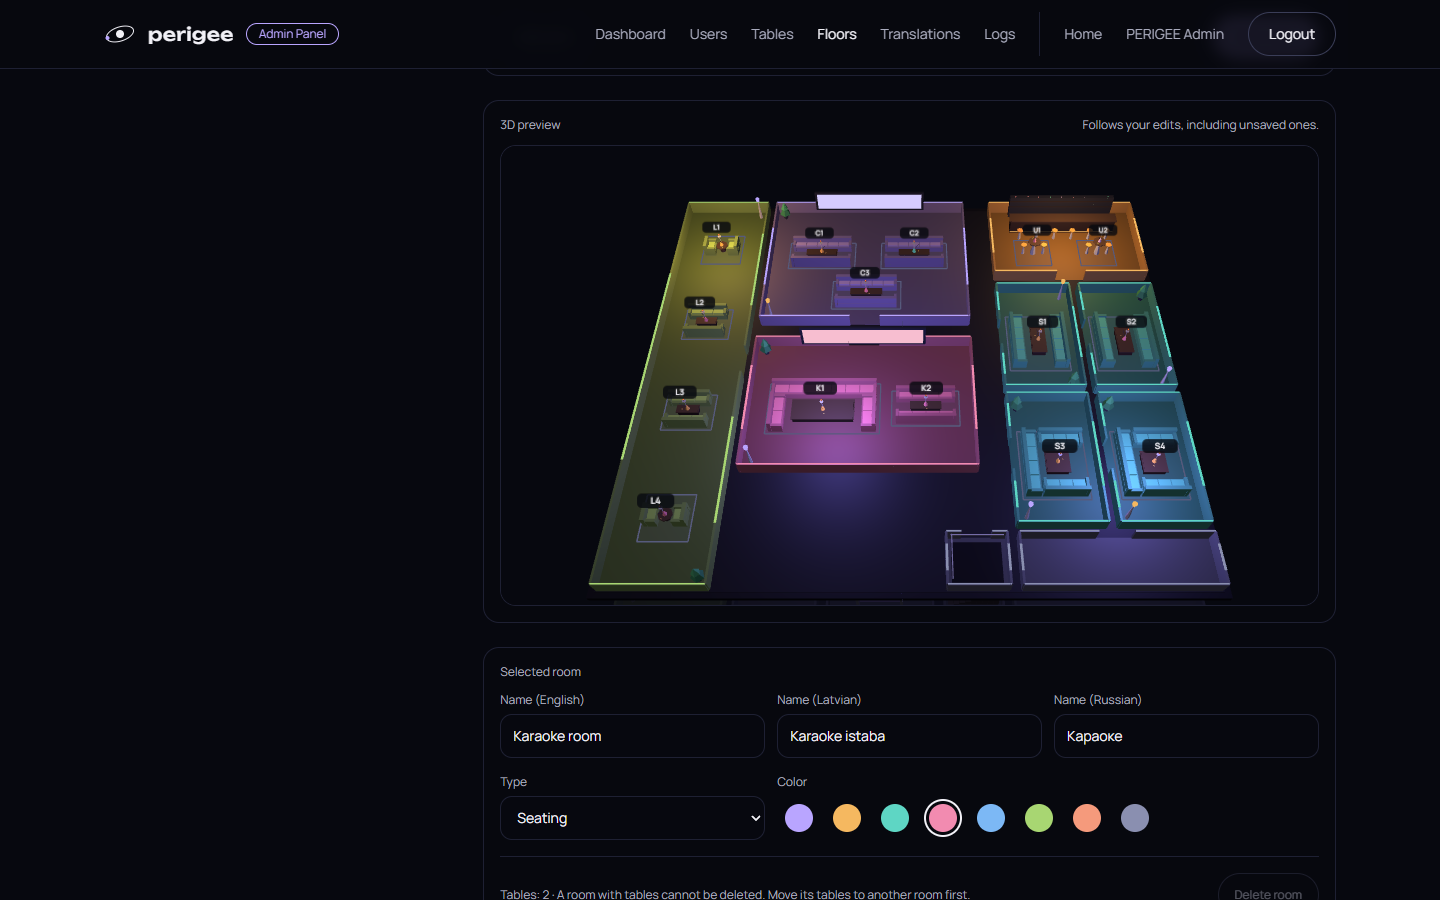 perigee
Admin Panel
Dashboard
Users
Tables
Floors
Translations
Logs
Home
PERIGEE Admin
Logout
3D preview
Follows your edits, including unsaved ones.
L1
C1
C2
U1
U2
C3
L2
S1
S2
L3
K1
K2
S3
S4
L4
Selected room
Name (English)
Name (Latvian)
Name (Russian)
Karaoke room
Karaoke istaba
Караоке
Type
Color
Seating
Tables: 2 · A room with tables cannot be deleted. Move its tables to another room first.
Delete room